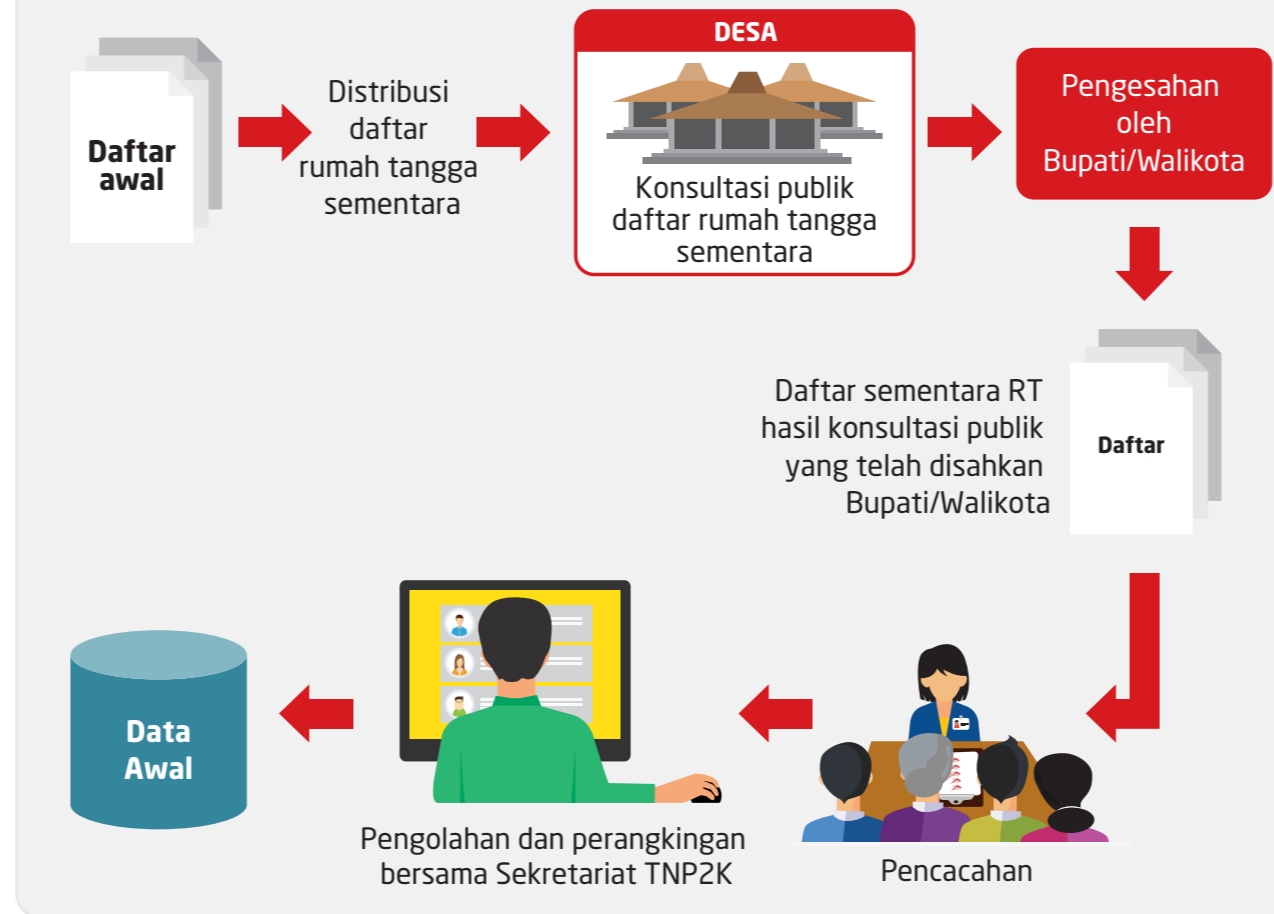 Daftar
awal
Distribusi
daftar
rumah tangga
sementara
DESA
Konsultasi publik
daftar rumah tangga
sementara
Pengesahan
oleh
Bupati/Walikota
Daftar sementara RT
hasil konsultasi publik
yang telah disahkan
Bupati/Walikota
Daftar
Pencacahan
Pengolahan dan perangkingan
bersama Sekretariat TNP2K
Data
Awal